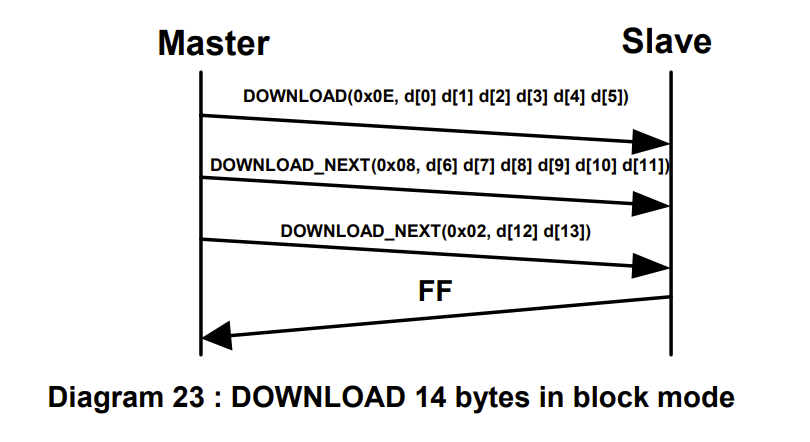 Master
Slave
DOWNLOAD(0x0E, d[0] d[1] d[2] d[3] d[4] d[5])
DOWNLOAD_NEXT(0x08, d[6] d[7] d[8] d[9] d[10] d[11])
DOWNLOAD_NEXT(0x02, d[12] d[13])
FF
Diagram 23 : DOWNLOAD 14 bytes in block mode